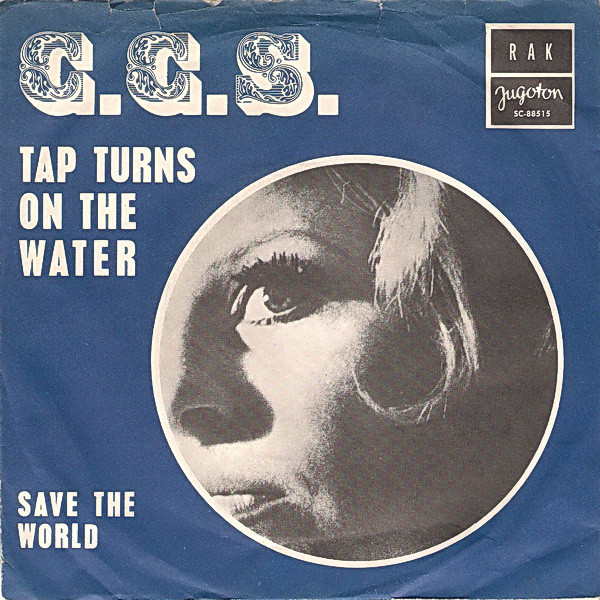 C.C.S.
RAK
Jugoton
SC-88515
TAP TURNS
ON THE
WATER
SAVE THE
WORLD